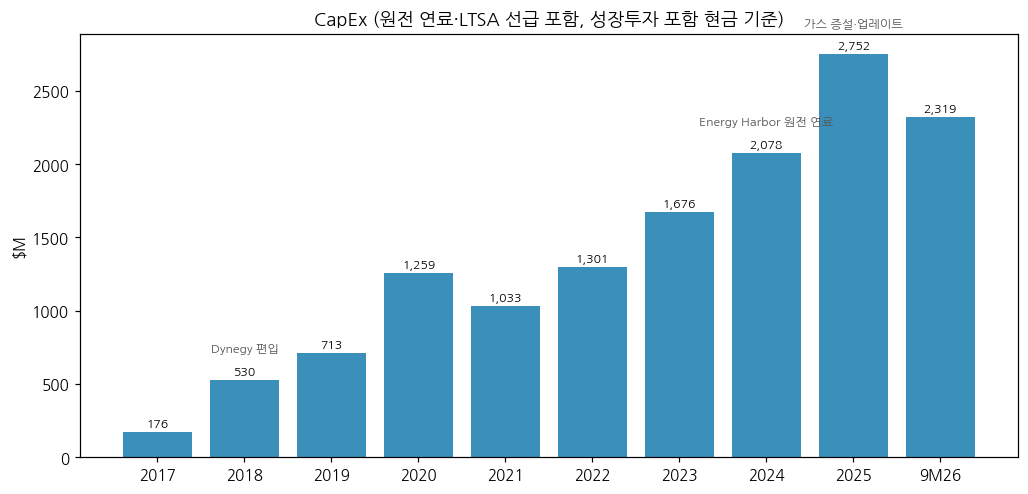 CapEx (원전 연료·LTSA 선급 포함, 성장투자 포함 현금 기준)
가스 증설·업레이트
2,752
2,319
Energy Harbor 원전 연료
2,078
1,676
1,301
1,259
1,033
Dynegy 편입
713
530
176
$M
2500
2000
1500
1000
500
0
2017 2018 2019 2020 2021 2022 2023 2024 2025 9M26